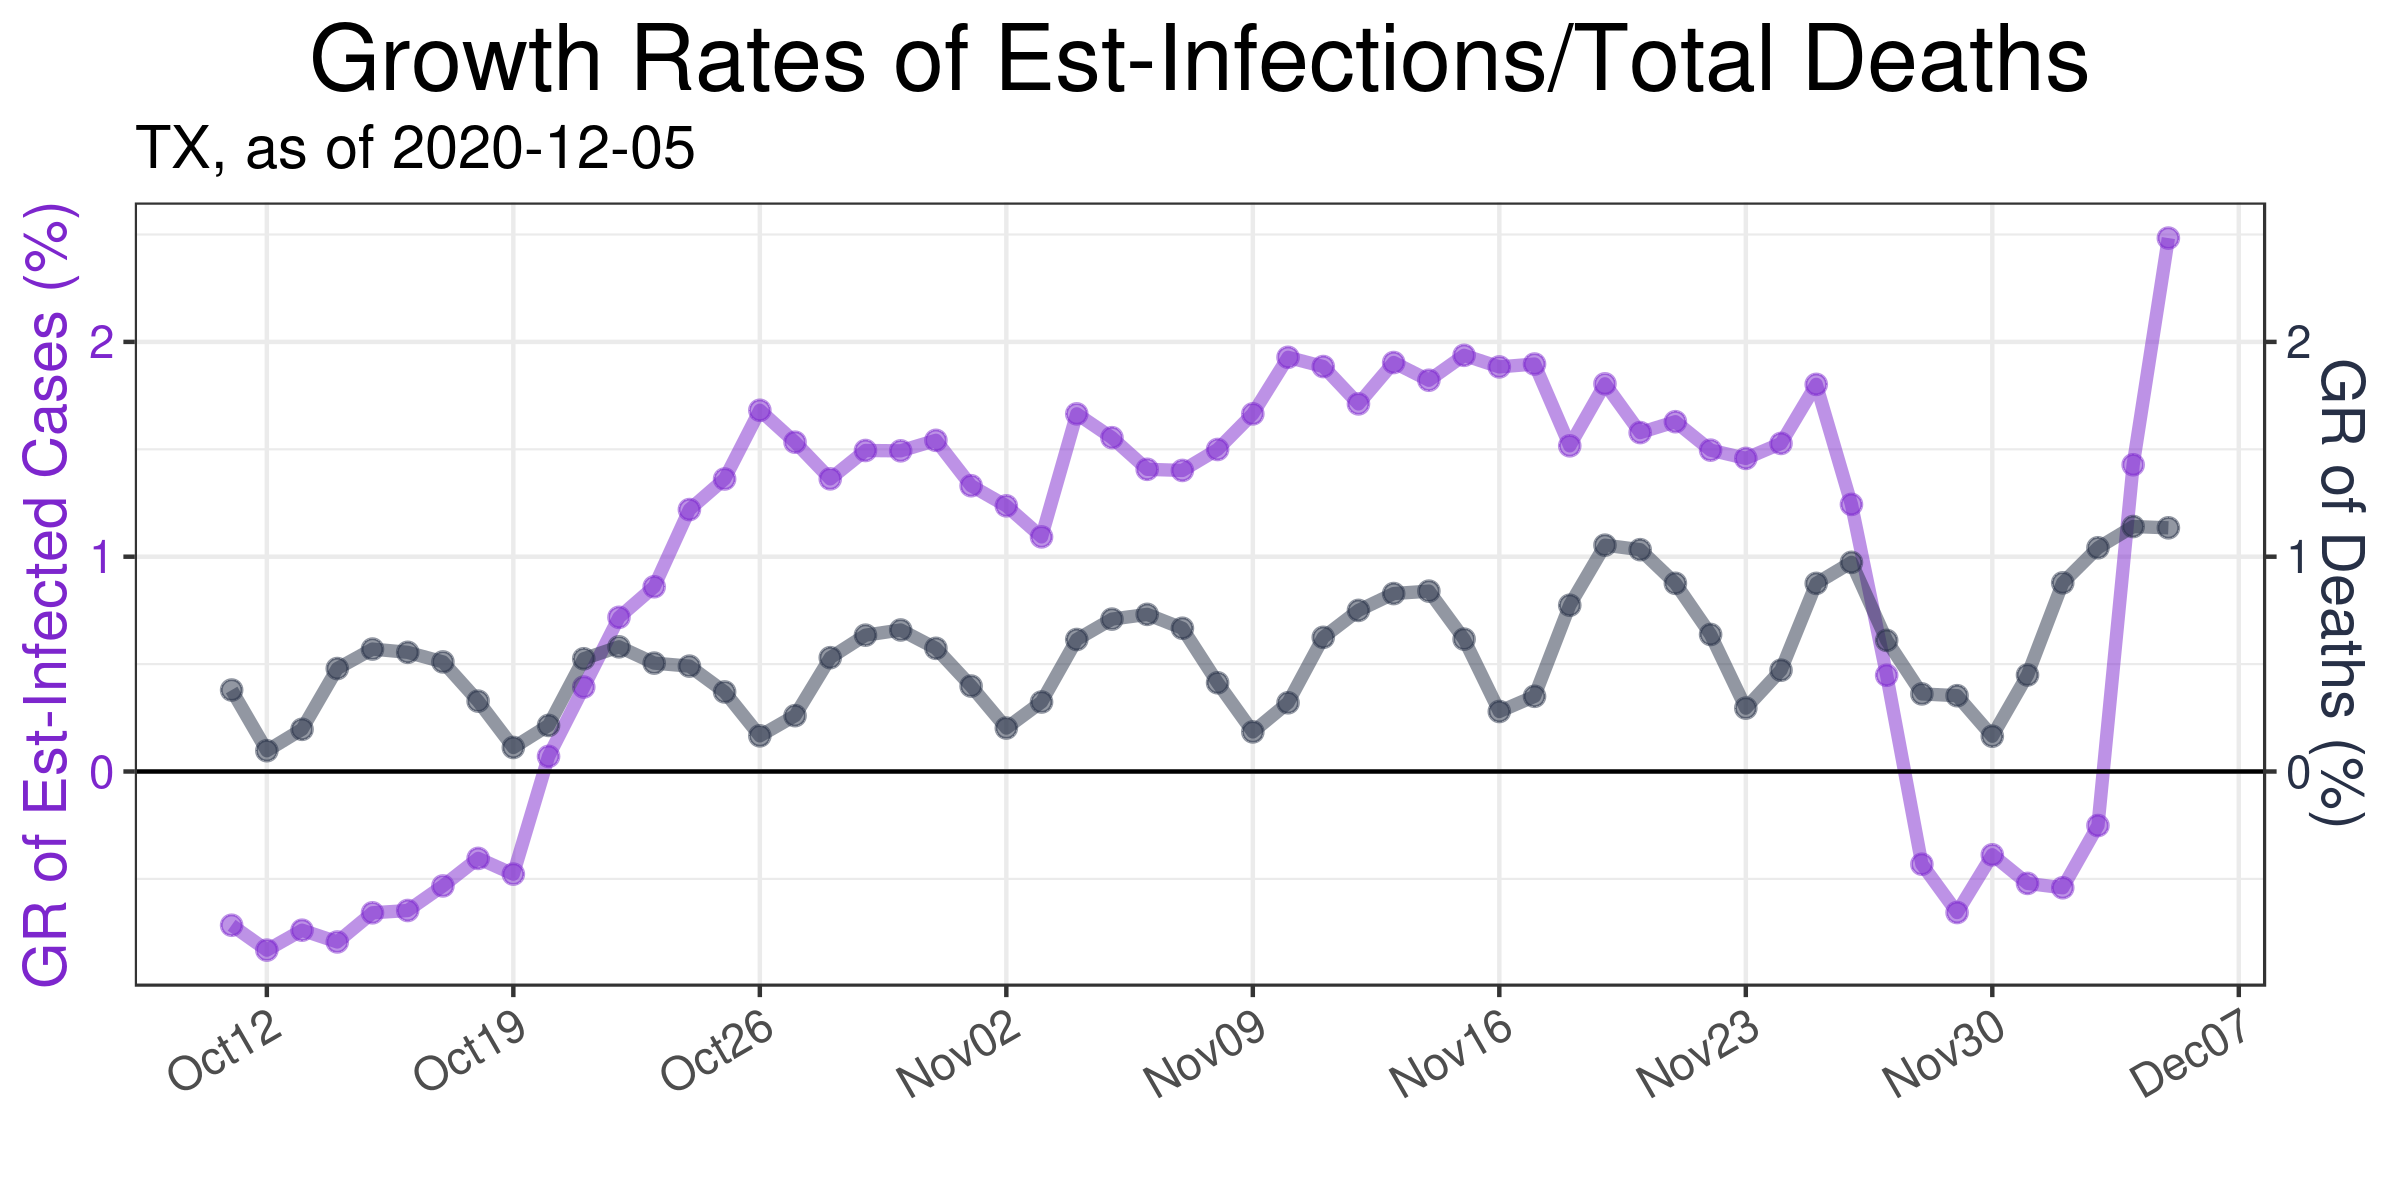 Growth Rates of Est-Infections/Total Deaths
TX, as of 2020-12-05
GR of Est-Infected Cases (%)
2
1
0
2
1
0
GR of Deaths (%)
Oct12
Oct19
Oct26
Nov02
Nov09
Nov16
Nov23
Nov30
Dec07